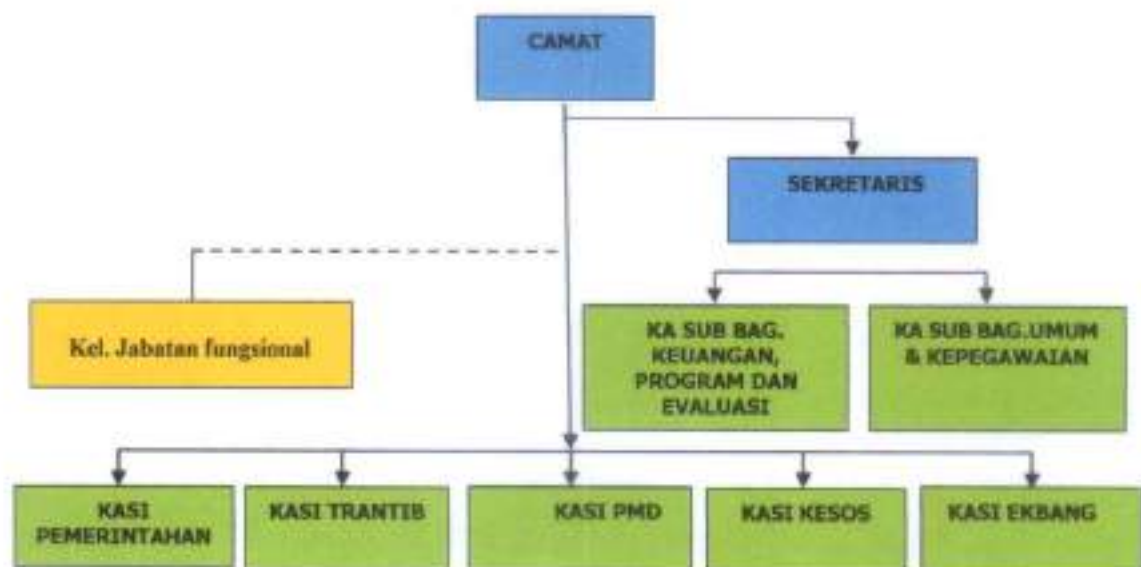 CAMAT
SEKRETARIS
Kel. Jabatan fungsional
KA SUB BAG.
KEUANGAN,
PROGRAM DAN
EVALUASI
KA SUB BAG.UMUM
& KEPEGAWAIAN
KASI
PEMERINTAHAN
KASI TRANTIB
KASI PMD
KASI KESOS
KASI EKBANG